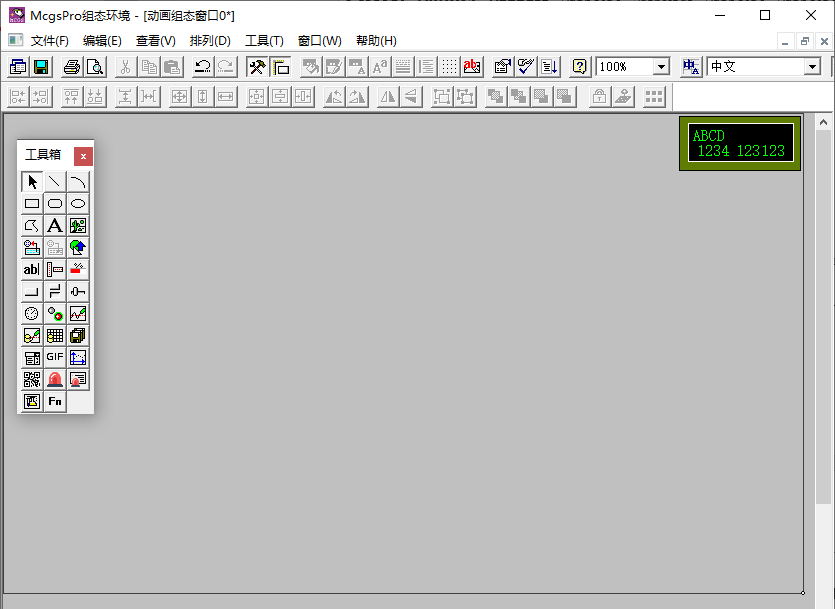 McgsPro组态环境 - [动画组态窗口0*]
文件(F) 编辑(E) 查看(V) 排列(D) 工具(T) 窗口(W) 帮助(H)
100% 中文
工具箱 x
ABCD
1234 123123
A
ab
GIF
Fn